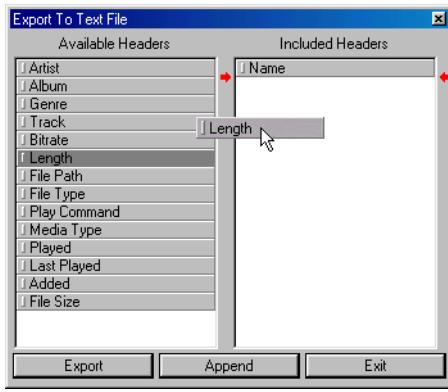 Export To Text File
Available Headers
Included Headers
Artist
Album
Genre
Track
Bitrate
Length
File Path
File Type
Play Command
Media Type
Played
Last Played
Added
File Size
Name
Length
Export
Append
Exit